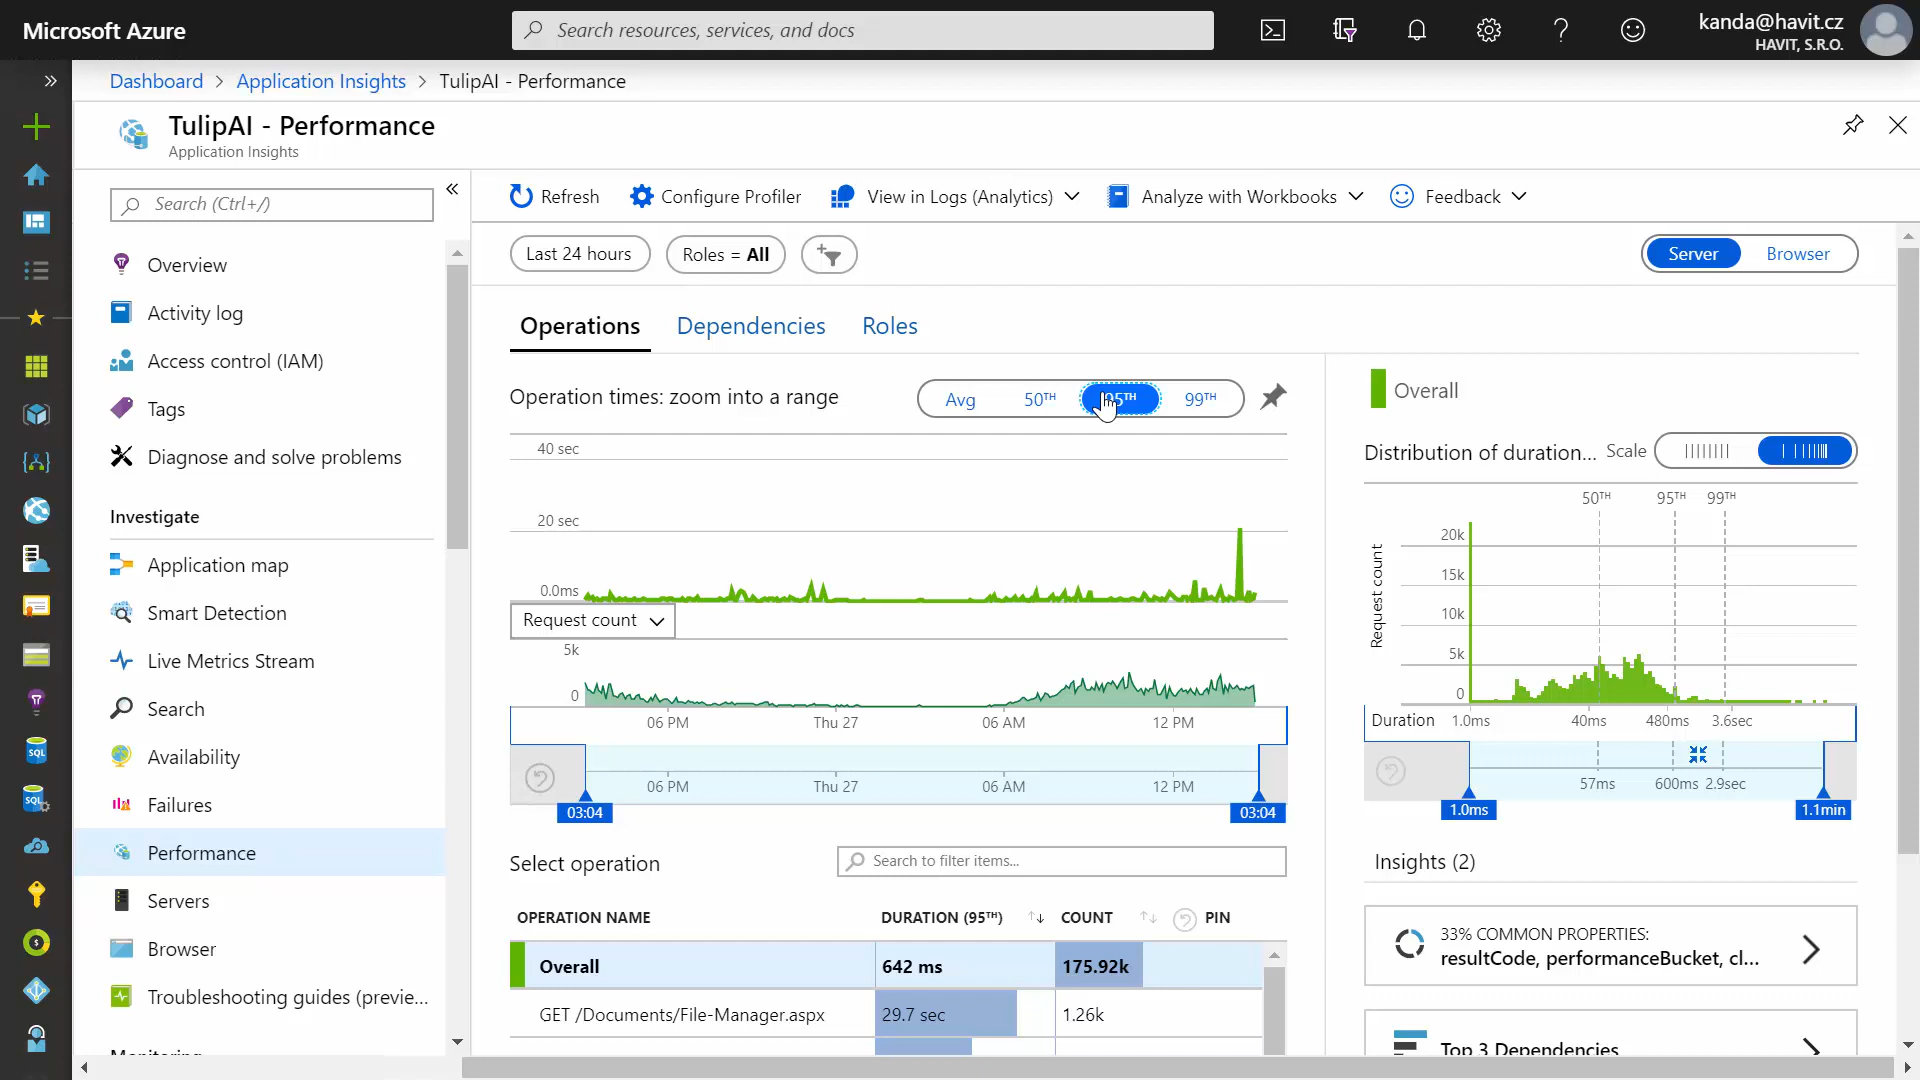 Microsoft Azure
Search resources, services, and docs
kanda@havit.cz
HAVIT, S.R.O.
Dashboard > Application Insights > TulipAI - Performance
TulipAI - Performance
Application Insights
Search (Ctrl+/)
Overview
Activity log
Access control (IAM)
Tags
Diagnose and solve problems
Investigate
Application map
Smart Detection
Live Metrics Stream
Search
Availability
Failures
Performance
Servers
Browser
Troubleshooting guides (previe...
Monitoring
Refresh
Configure Profiler
View in Logs (Analytics)
Analyze with Workbooks
Feedback
Last 24 hours
Roles = All
Server
Browser
Operations
Dependencies
Roles
Operation times: zoom into a range
Avg
50TH
95TH
99TH
40 sec
20 sec
0.0ms
Request count
5k
0
06 PM
Thu 27
06 AM
12 PM
06 PM
Thu 27
06 AM
12 PM
03:04
03:04
Select operation
Search to filter items...
OPERATION NAME
DURATION (95TH)
COUNT
PIN
Overall
642 ms
175.92k
GET /Documents/File-Manager.aspx
29.7 sec
1.26k
Overall
Distribution of duration...
Scale
50TH
95TH
99TH
Request count
20k
15k
10k
5k
0
Duration
1.0ms
40ms
480ms
3.6sec
57ms
600ms
2.9sec
1.0ms
1.1min
Insights (2)
33% COMMON PROPERTIES:
resultCode, performanceBucket, cl...
Top 3 Dependencies
SQL
SQL